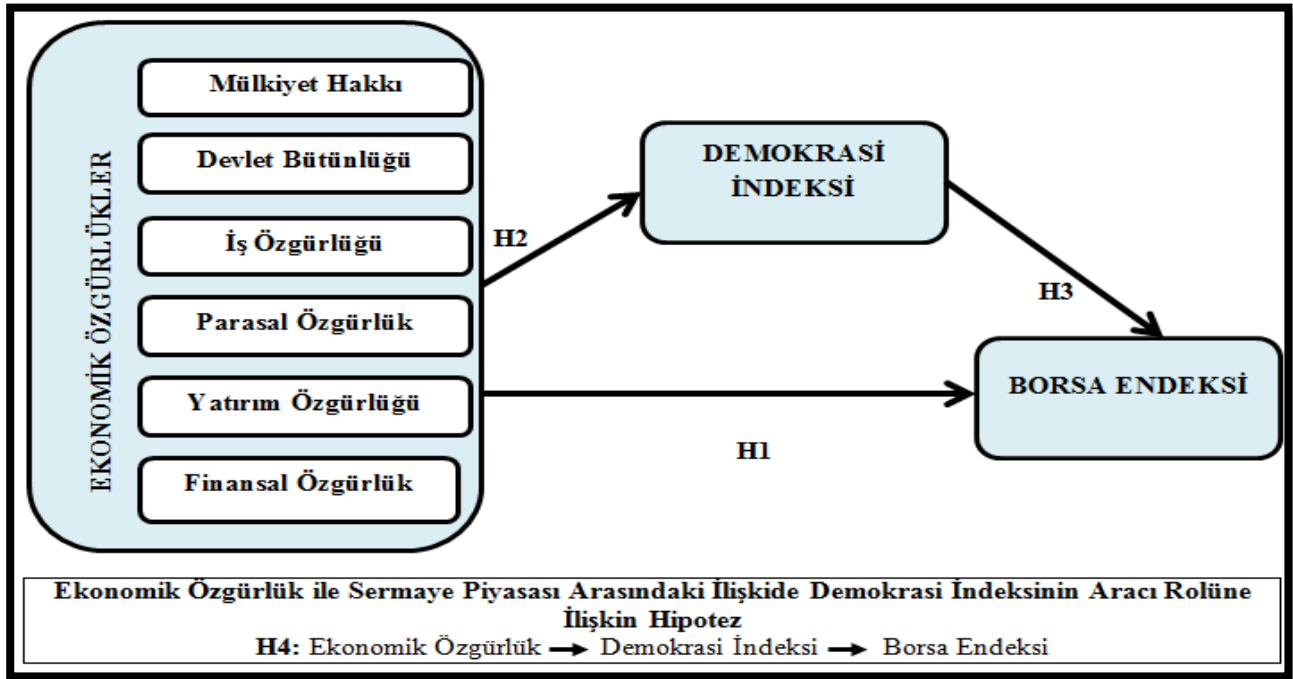 EKONOMİK ÖZGÜRLÜKLER
Mülkiyet Hakkı
Devlet Bütünlüğü
İş Özgürlüğü
Parasal Özgürlük
Yatırım Özgürlüğü
Finansal Özgürlük
H2
DEMOKRASİ
İNDEKSİ
H3
BORSA ENDEKSİ
H1
Ekonomik Özgürlük ile Sermaye Piyasası Arasındaki İlişkide Demokrasi İndeksinin Aracı Rolüne
İlişkin Hipotez
H4: Ekonomik Özgürlük → Demokrasi İndeksi → Borsa Endeksi